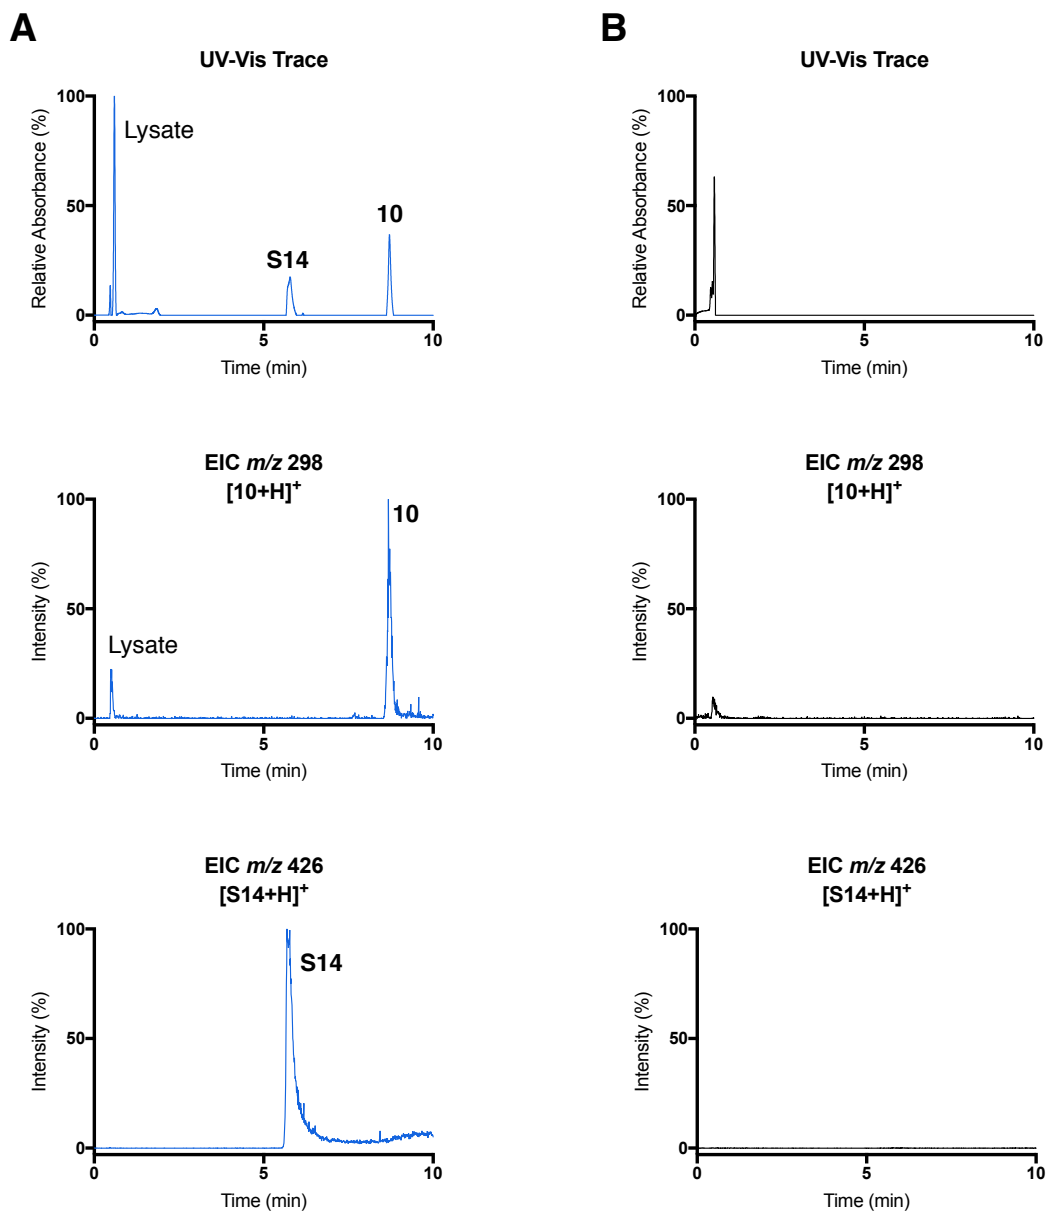 A
UV-Vis Trace
Relative Absorbance (%)
100
50
0
Lysate
S14
10
0
5
10
Time (min)
EIC m/z 298
[10+H]+
Intensity (%)
100
50
0
Lysate
10
0
5
10
Time (min)
EIC m/z 426
[S14+H]+
Intensity (%)
100
50
0
S14
0
5
10
Time (min)
B
UV-Vis Trace
Relative Absorbance (%)
100
50
0
0
5
10
Time (min)
EIC m/z 298
[10+H]+
Intensity (%)
100
50
0
0
5
10
Time (min)
EIC m/z 426
[S14+H]+
Intensity (%)
100
50
0
0
5
10
Time (min)